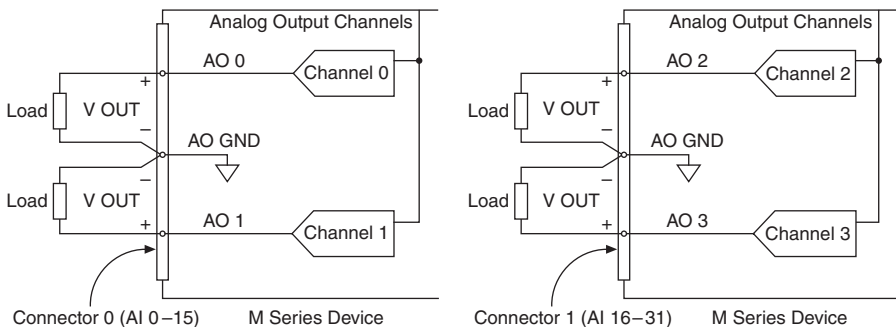 Analog Output Channels
AO 0
Channel 0
+
Load
V OUT
–
AO GND
–
Load
V OUT
+
AO 1
Channel 1
Connector 0 (AI 0–15)
M Series Device
Analog Output Channels
AO 2
Channel 2
+
Load
V OUT
–
AO GND
–
Load
V OUT
+
AO 3
Channel 3
Connector 1 (AI 16–31)
M Series Device